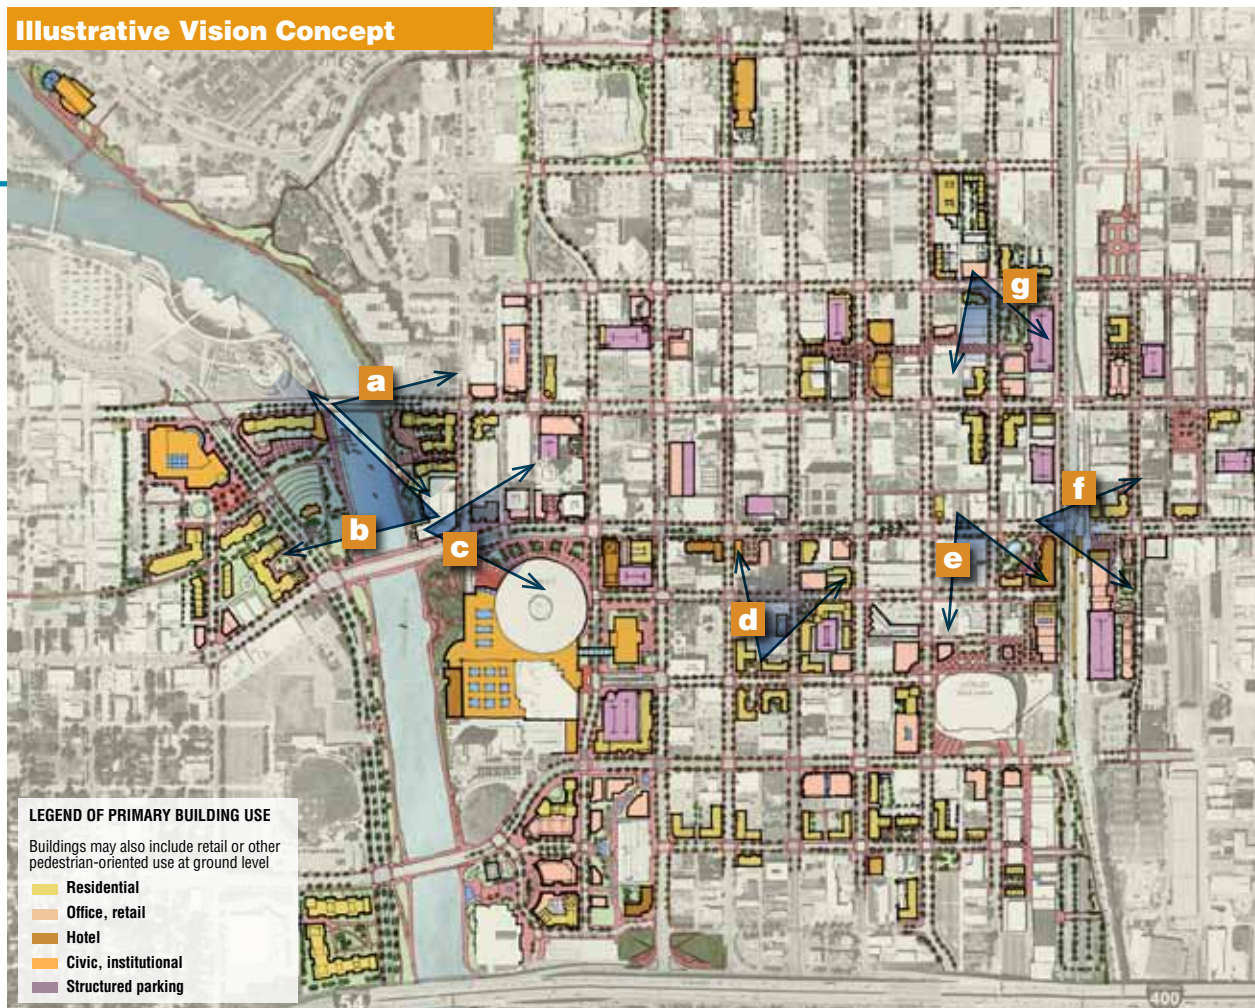 Illustrative Vision Concept
g
a
f
b
c
e
d
LEGEND OF PRIMARY BUILDING USE
Buildings may also include retail or other
pedestrian-oriented use at ground level
Residential
Office, retail
Hotel
Civic, institutional
Structured parking
54
400